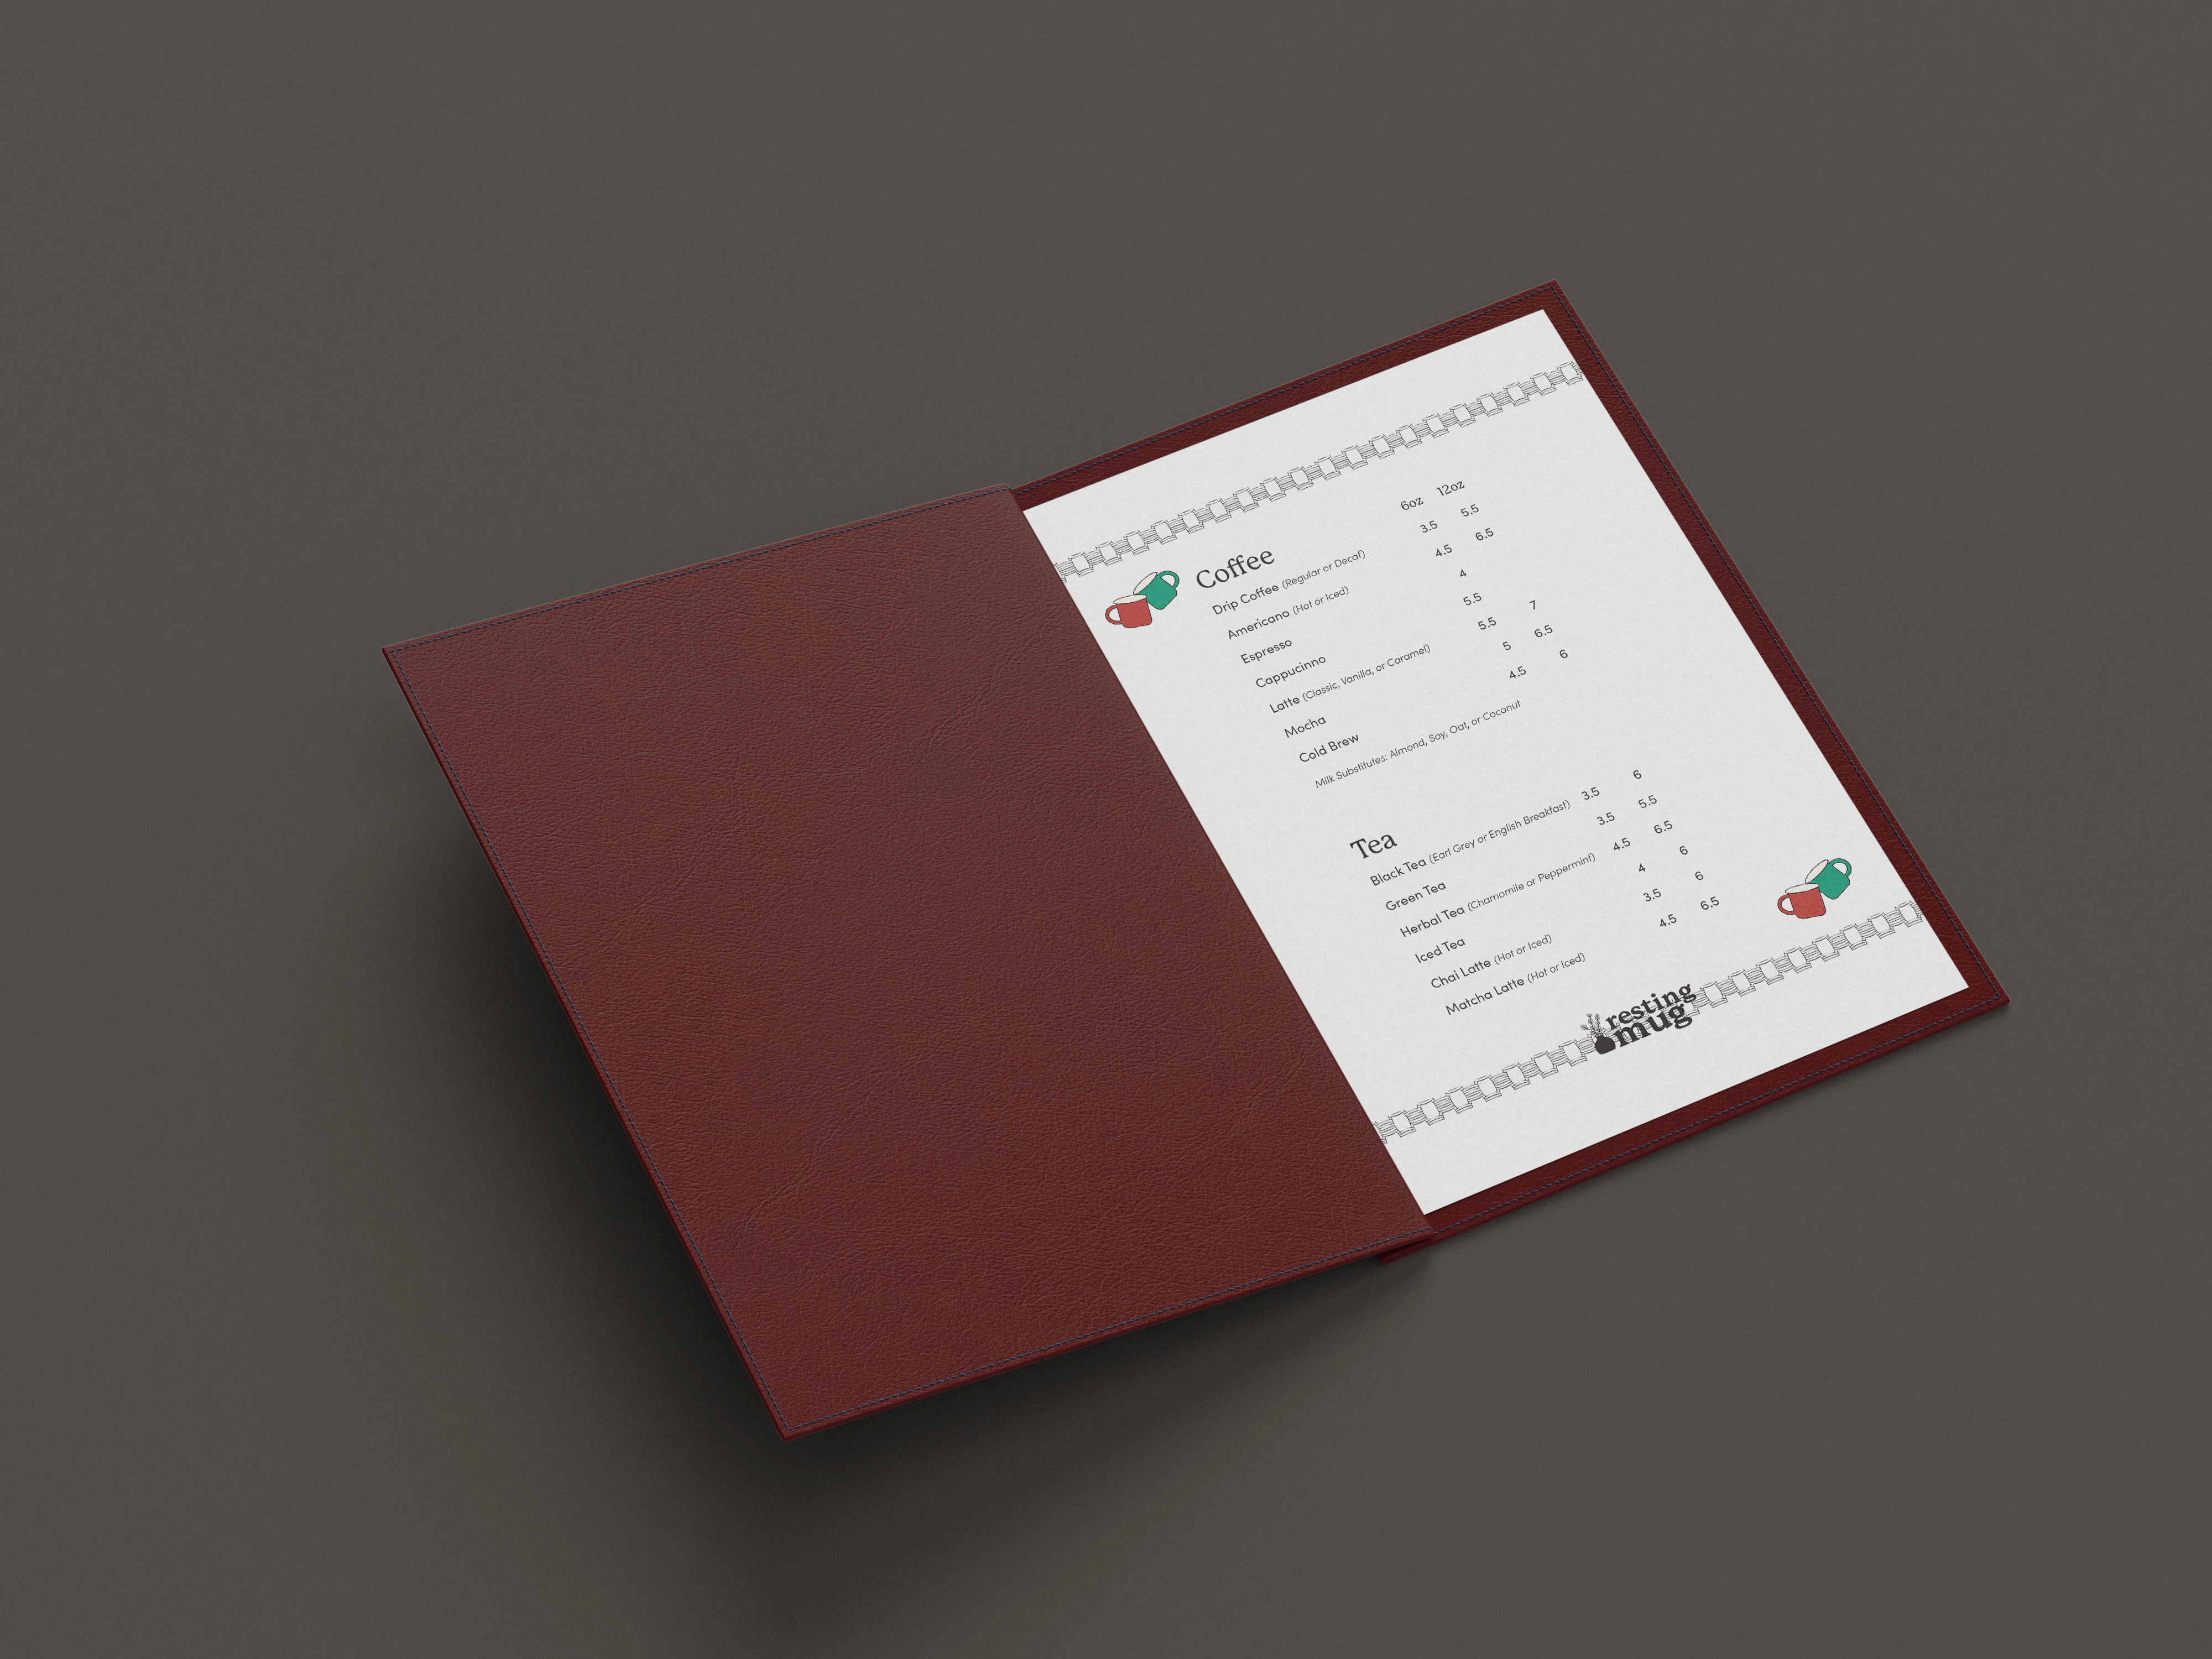 6oz 12oz
Coffee
Drip Coffee (Regular or Decaf) 3.5 5.5
Americano (Hot or Iced) 4.5 6.5
Espresso 4
Cappucinno 5.5
Latte (Classic, Vanilla, or Caramel) 5.5 7
Mocha 5 6.5
Cold Brew 4.5 6
Milk Substitutes: Almond, Soy, Oat, or Coconut
Tea
Black Tea (Earl Grey or English Breakfast) 3.5 6
Green Tea 3.5 5.5
Herbal Tea (Chamomile or Peppermint) 4.5 6.5
Iced Tea 4 6
Chai Latte (Hot or Iced) 3.5 6
Matcha Latte (Hot or Iced) 4.5 6.5
resting
mug